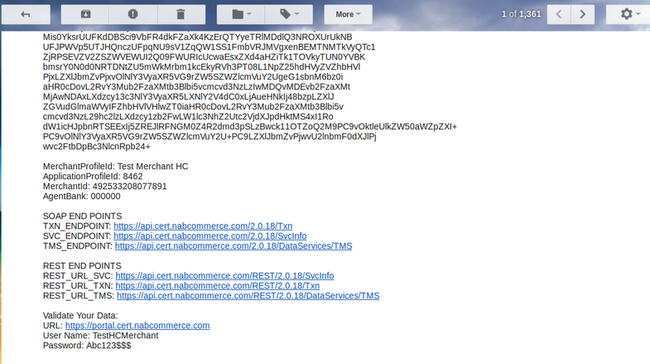 More
1 of 1,361
Mis0YksrUUFKdDBSci9VbFR4dkFZaXk4KzErQTYyeTRlMDdlQ3NROXUrUkNB
UFJPWVp5UTJHQnczUFpqNU9sV1ZqQW1SS1FmbVRJMVgxenBEMTNMTkVyQTc1
ZjRPSEVZV2ZSZWVEWUI2Q09FWURIcUcwaEsxZXd4aHZiTk1TOVkyTUN0YVBK
bmsrY0N0d0NRTDNtZU5mWkMrbm1kcEkyRVh3PT08L1NpZ25hdHVyZVZhbHVl
PjxLZXlJbmZvPjxvOlNlY3VyaXR5VG9rZW5SZWZlcmVuY2UgeG1sbnM6bz0i
aHR0cDovL2RvY3Mub2FzaXMtb3Blbi5vcmcvd3NzLzIwMDQvMDEvb2FzaXMt
MjAwNDAxLXdzcy13c3NlY3VyaXR5LXNlY2V4dC0xLjAueHNkIj48bzpLZXlJ
ZGVudGlmaWVyIFZhbHVlVHlwZT0iaHR0cDovL2RvY3Mub2FzaXMtb3Blbi5v
cmcvd3NzL29hc2lzLXdzcy1zb2FwLW1lc3NhZ2Utc2VjdXJpdHktMS4xI1Ro
dW1icHJpbnRTSEExIj5ZREJlRFNGM0Z4R2dmd3pSLzBwck11OTZoQ2M9PC9vOktleUlkZW50aWZpZXI+
PC9vOlNlY3VyaXR5VG9rZW5SZWZlcmVuY2U+PC9LZXlJbmZvPjwvU2lnbmF0dXJlPj
wvc2FtbDpBc3NlcnRpb24+
MerchantProfileId: Test Merchant HC
ApplicationProfileId: 8462
MerchantId: 492533208077891
AgentBank: 000000
SOAP END POINTS
TXN_ENDPOINT: https://api.cert.nabcommerce.com/2.0.18/Txn
SVC_ENDPOINT: https://api.cert.nabcommerce.com/2.0.18/SvcInfo
TMS_ENDPOINT: https://api.cert.nabcommerce.com/2.0.18/DataServices/TMS
REST END POINTS
REST_URL_SVC: https://api.cert.nabcommerce.com/REST/2.0.18/SvcInfo
REST_URL_TXN: https://api.cert.nabcommerce.com/REST/2.0.18/Txn
REST_URL_TMS: https://api.cert.nabcommerce.com/REST/2.0.18/DataServices/TMS
Validate Your Data:
URL: https://portal.cert.nabcommerce.com
User Name: TestHCMerchant
Password: Abc123$$$